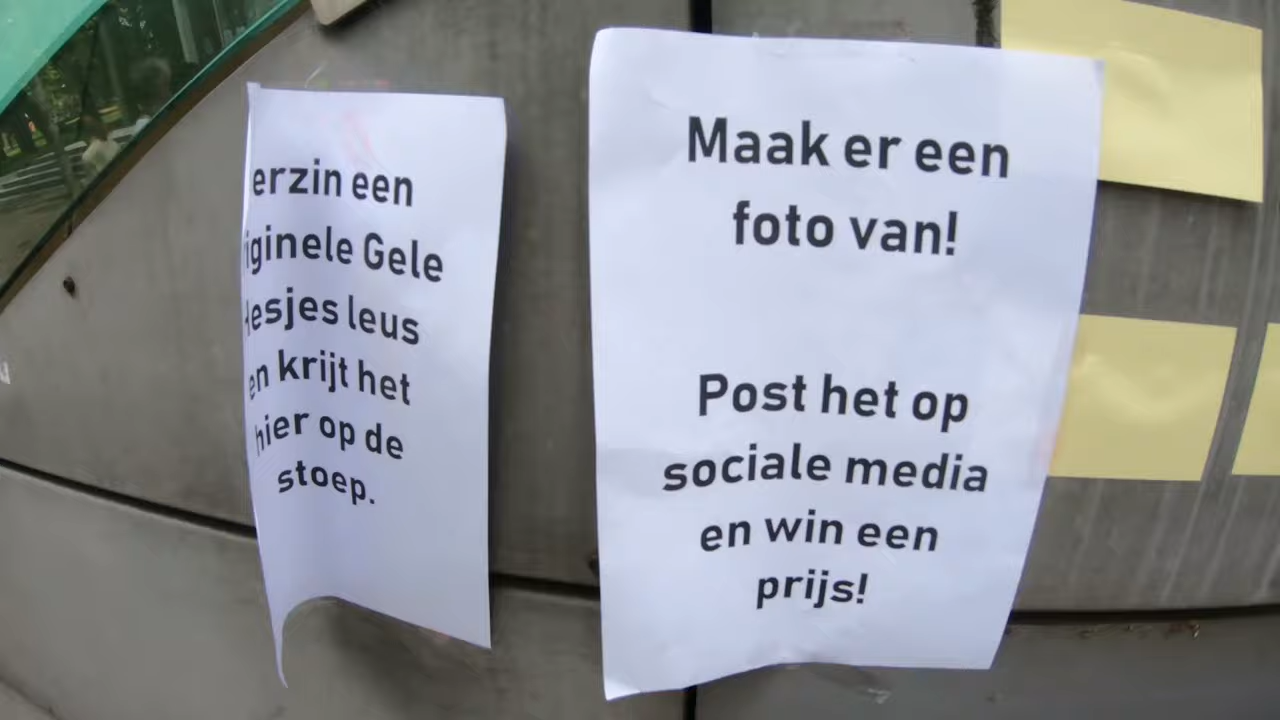 erzin een
iginele Gele
esjes leus
en krijt het
hier op de
stoep.
Maak er een
foto van!
Post het op
sociale media
en win een
prijs!